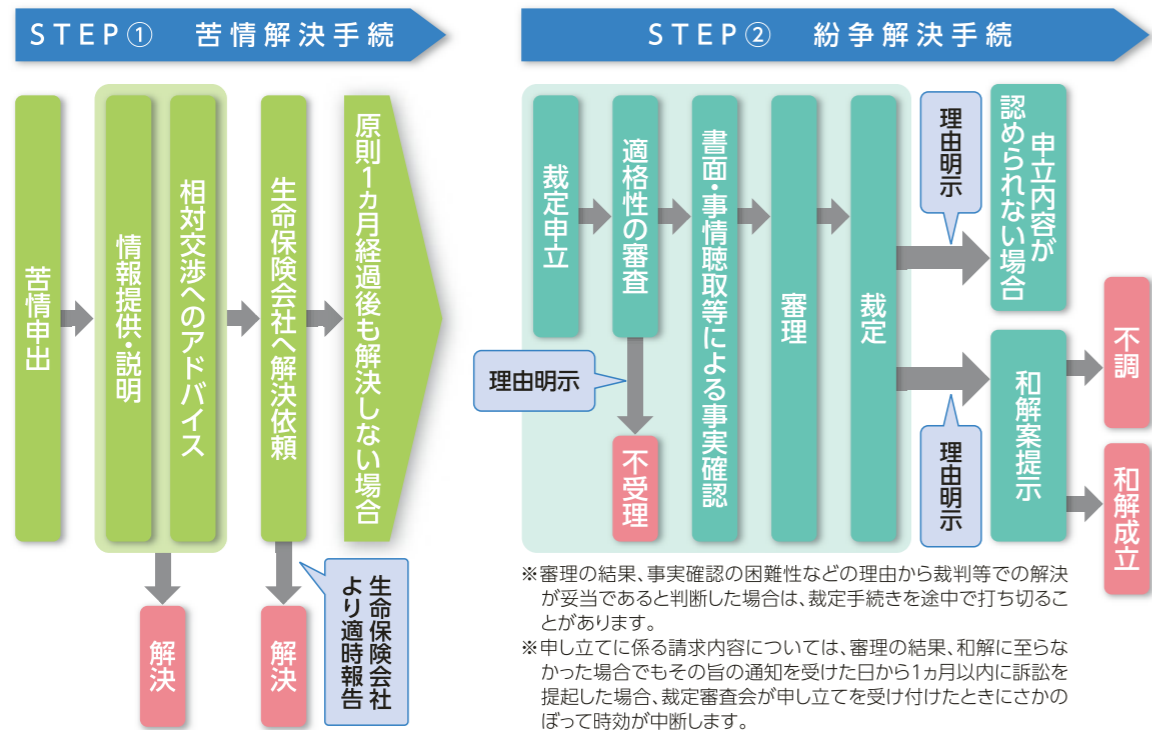 STEP① 苦情解決手続
苦情申出
情報提供・説明
相対交渉へのアドバイス
生命保険会社へ解決依頼
原則1ヵ月経過後も解決しない場合
解決
解決
生命保険会社
より適時報告
STEP② 紛争解決手続
裁定申立
適格性の審査
書面・事情聴取等による事実確認
審理
裁定
理由明示
不受理
理由明示
申立内容が
認められない場合
理由明示
和解案提示
不調
和解成立
※審理の結果、事実確認の困難性などの理由から裁判等での解決
が妥当であると判断した場合は、裁定手続きを途中で打ち切るこ
とがあります。
※申し立てに係る請求内容については、審理の結果、和解に至らな
かった場合でもその旨の通知を受けた日から1ヵ月以内に訴訟を
提起した場合、裁定審査会が申し立てを受け付けたときにさかの
ぼって時効が中断します。